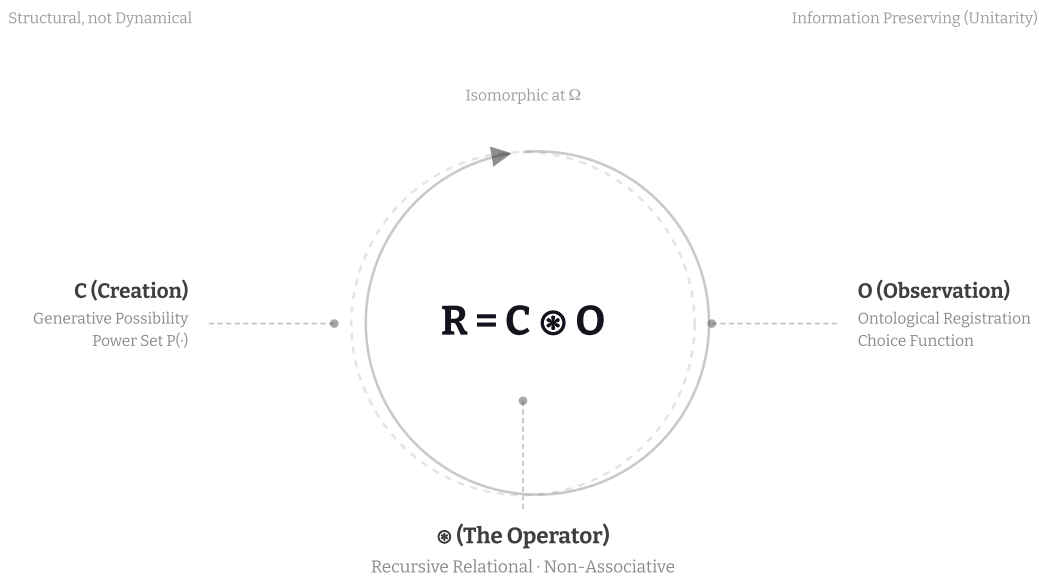 Structural, not Dynamical
Information Preserving (Unitarity)
Isomorphic at Ω
C (Creation)
Generative Possibility
Power Set P(·)
R = C ⊛ O
O (Observation)
Ontological Registration
Choice Function
⊛ (The Operator)
Recursive Relational · Non-Associative